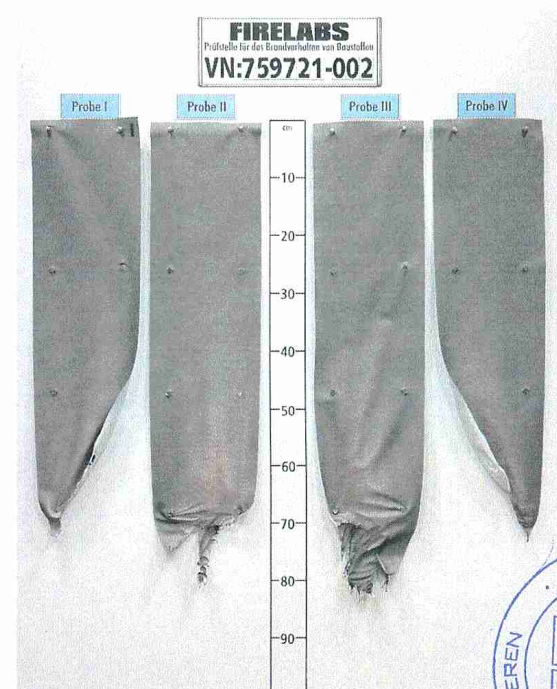 FIRELABS
Prüfstelle für das Brandverhalten von Baustoffen
VN:759721-002
Probe I
Probe II
Probe III
Probe IV
cm
10
20
30
40
50
60
70
80
90
EREN